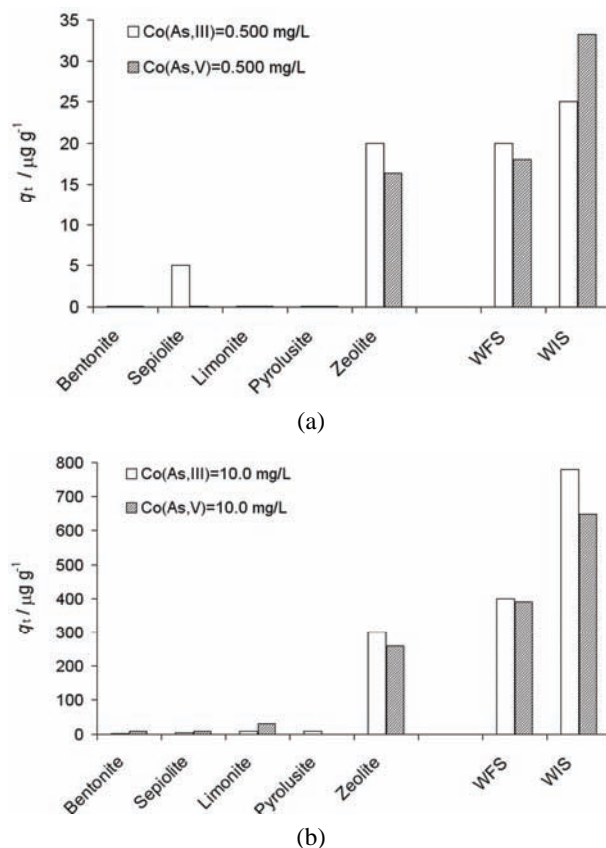 35
30
25
20
15
10
5
0
qt / µg g-1
Co(As,III)=0.500 mg/L
Co(As,V)=0.500 mg/L
Bentonite
Sepiolite
Limonite
Pyrolusite
Zeolite
WFS
WIS
(a)
800
700
600
500
400
300
200
100
0
qt / µg g-1
Co(As,III)=10.0 mg/L
Co(As,V)=10.0 mg/L
Bentonite
Sepiolite
Limonite
Pyrolusite
Zeolite
WFS
WIS
(b)